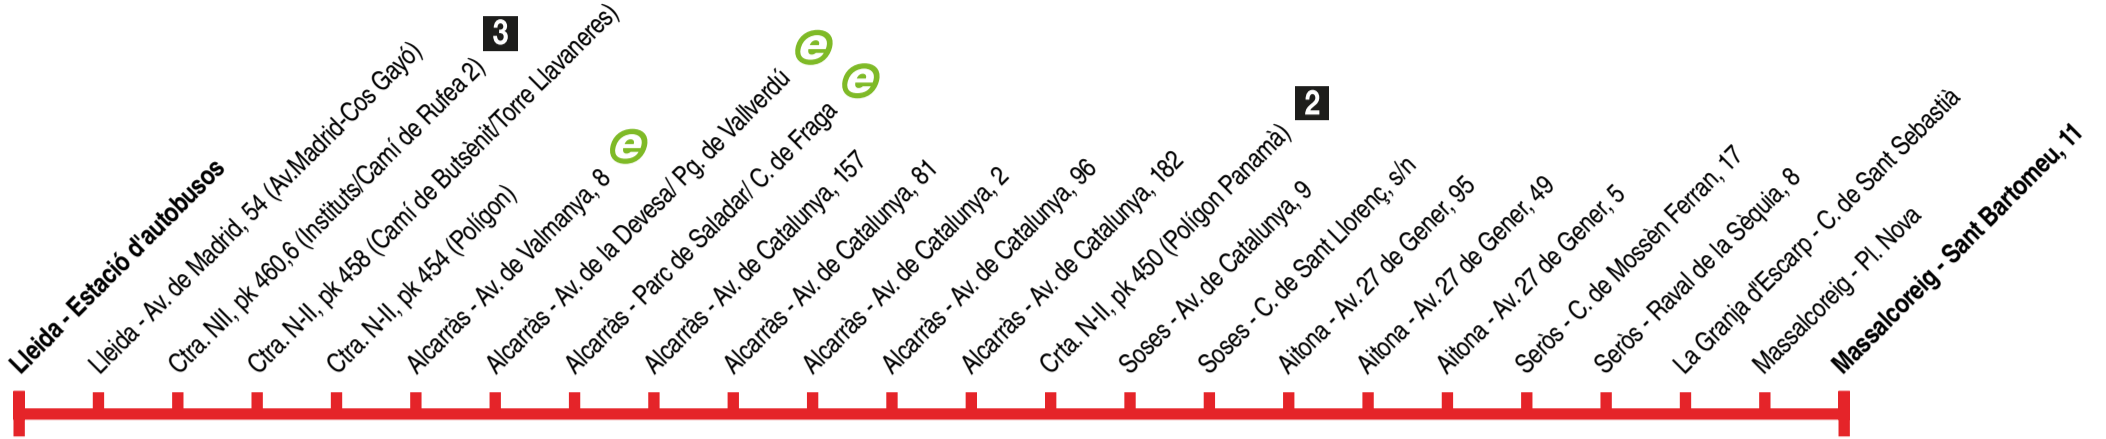 Lleida - Estació d'autobusos
Lleida - Av. de Madrid, 54 (Av.Madrid-Cos Gayó)
Ctra. NII, pk 460,6 (Instituts/Camí de Rufea 2)
3
Ctra. N-II, pk 458 (Camí de Butsènit/Torre Llavaneres)
Ctra. N-II, pk 454 (Polígon)
Alcarràs - Av. de Valmanya, 8
e
Alcarràs - Av. de la Devesa/ Pg. de Vallverdú
e
Alcarràs - Parc de Saladar/ C. de Fraga
e
Alcarràs - Av. de Catalunya, 157
Alcarràs - Av. de Catalunya, 81
Alcarràs - Av. de Catalunya, 2
Alcarràs - Av. de Catalunya, 96
Alcarràs - Av. de Catalunya, 182
Crta. N-II, pk 450 (Polígon Panamà)
2
Soses - Av. de Catalunya, 9
Soses - C. de Sant Llorenç, s/n
Aitona - Av. 27 de Gener, 95
Aitona - Av. 27 de Gener, 49
Aitona - Av. 27 de Gener, 5
Seròs - C. de Mossèn Ferran, 17
Seròs - Raval de la Sèquia, 8
La Granja d'Escarp - C. de Sant Sebastià
Massalcoreig - Pl. Nova
Massalcoreig - Sant Bartomeu, 11